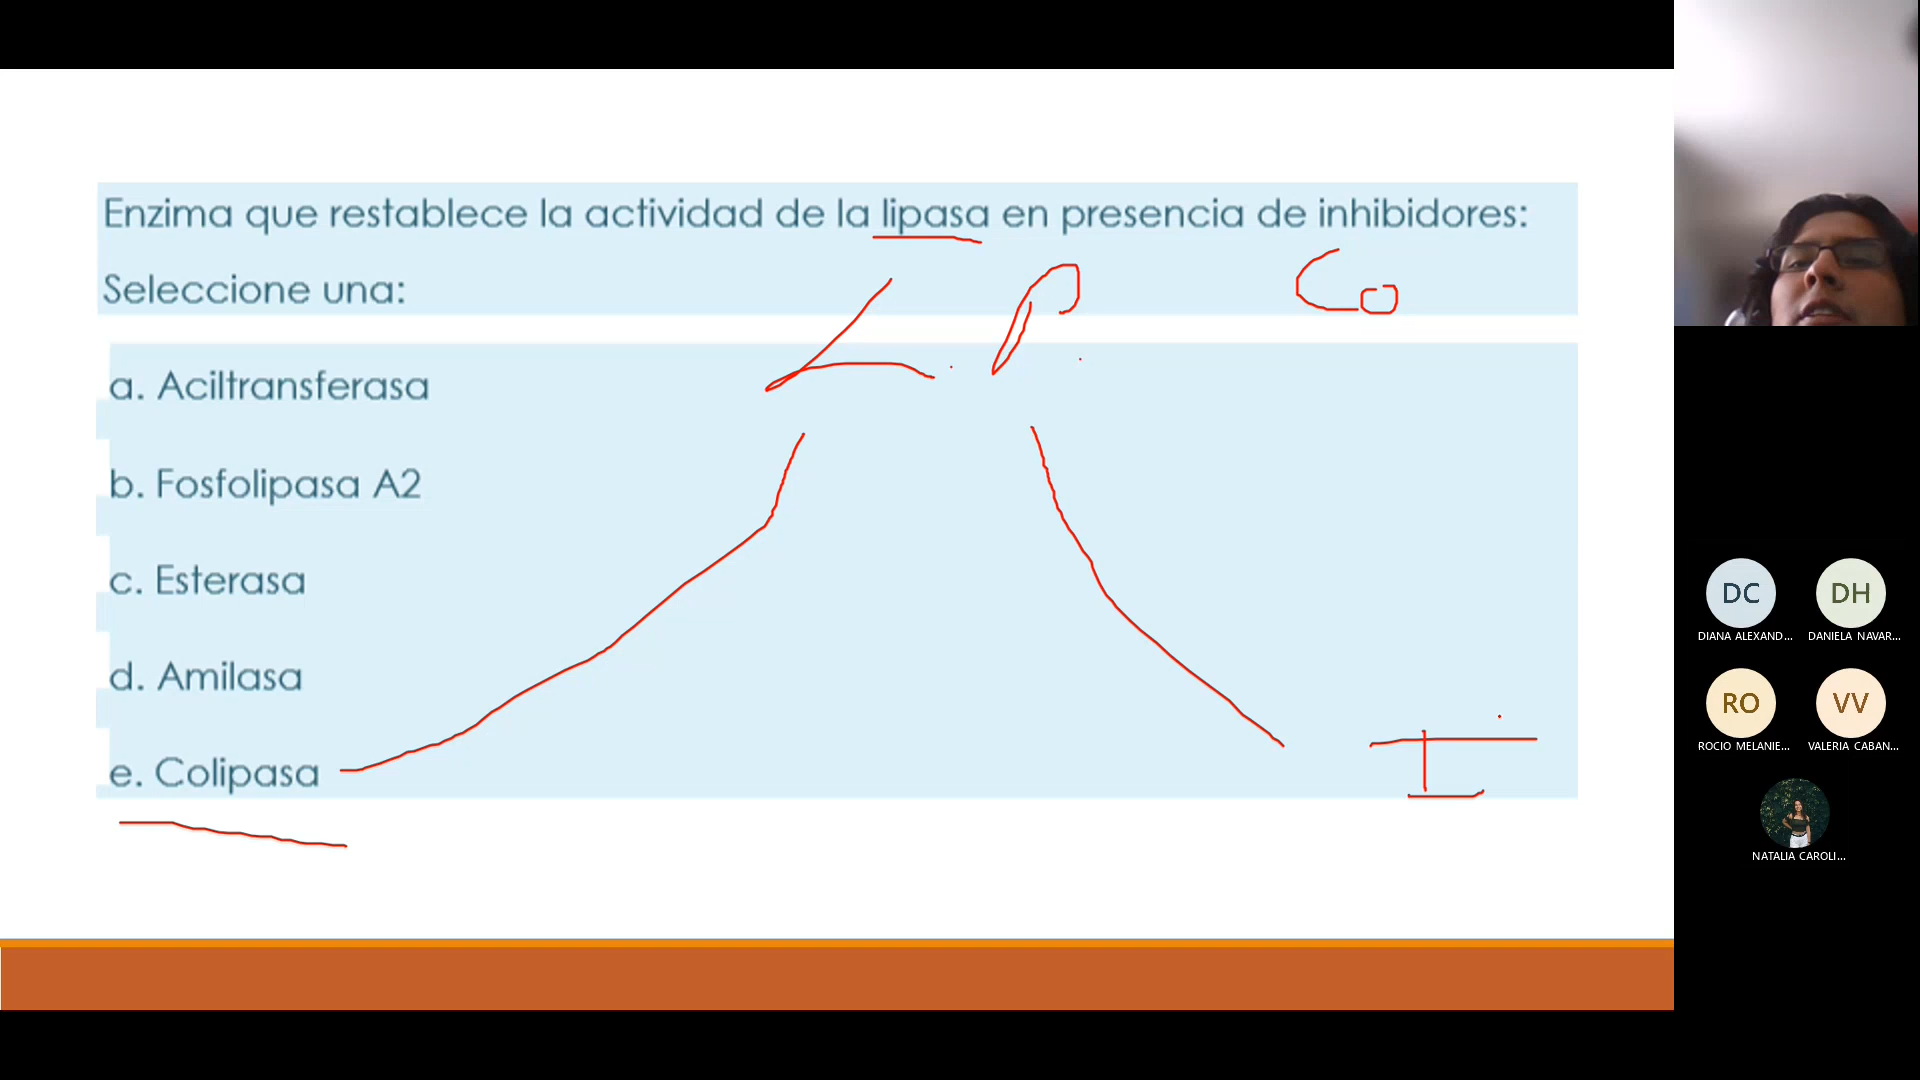 Enzima que restablece la actividad de la lipasa en presencia de inhibidores:
Seleccione una:
Co
L P
a. Aciltransferasa
b. Fosfolipasa A2
c. Esterasa
d. Amilasa
e. Colipasa
I
DC
DH
DIANA ALEXAND...
DANIELA NAVAR...
RO
VV
ROCIO MELANIE...
VALERIA CABAN...
NATALIA CAROLI...